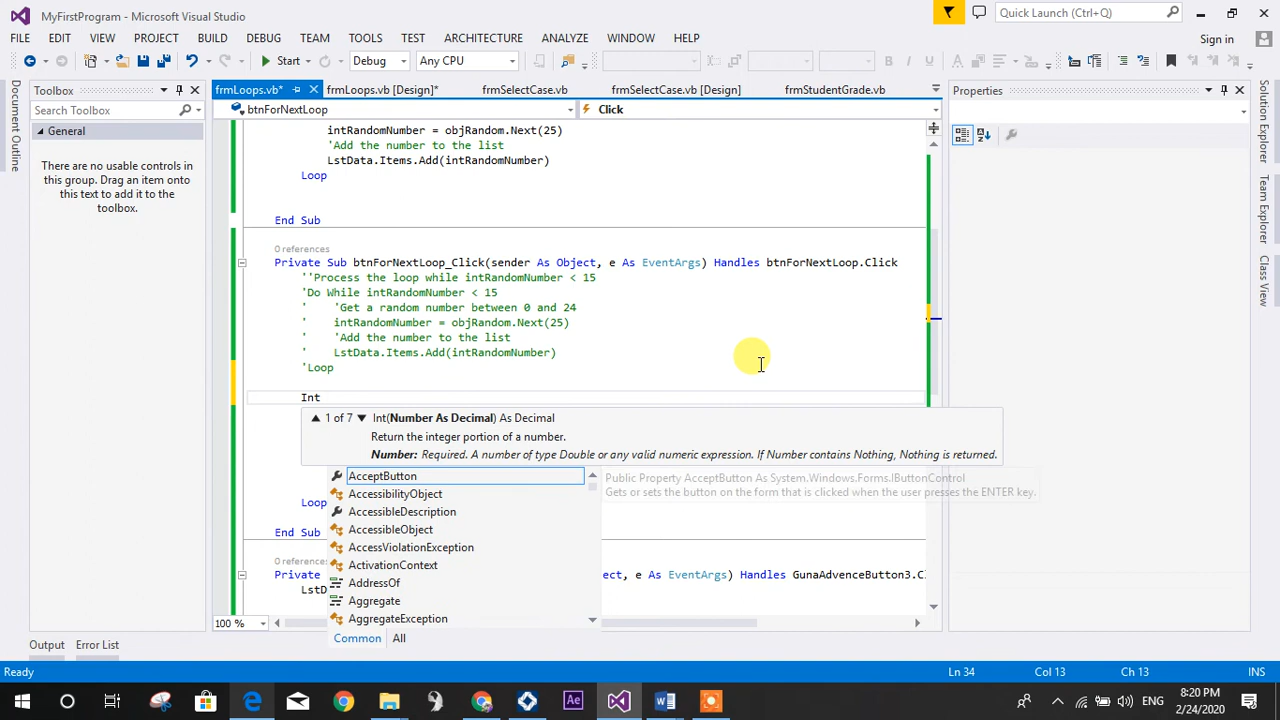 MyFirstProgram - Microsoft Visual Studio
Quick Launch (Ctrl+Q)
FILE EDIT VIEW PROJECT BUILD DEBUG TEAM TOOLS TEST ARCHITECTURE ANALYZE WINDOW HELP
Sign in
Start Debug Any CPU
Document Outline
Toolbox
Search Toolbox
General
There are no usable controls in
this group. Drag an item onto
this text to add it to the
toolbox.
frmLoops.vb* frmLoops.vb [Design]* frmSelectCase.vb frmSelectCase.vb [Design] frmStudentGrade.vb
btnForNextLoop Click
intRandomNumber = objRandom.Next(25)
'Add the number to the list
LstData.Items.Add(intRandomNumber)
Loop
End Sub
0 references
Private Sub btnForNextLoop_Click(sender As Object, e As EventArgs) Handles btnForNextLoop.Click
''Process the loop while intRandomNumber < 15
'Do While intRandomNumber < 15
'    'Get a random number between 0 and 24
'    intRandomNumber = objRandom.Next(25)
'    'Add the number to the list
'    LstData.Items.Add(intRandomNumber)
'Loop
Int
1 of 7 Int(Number As Decimal) As Decimal
Return the integer portion of a number.
Number: Required. A number of type Double or any valid numeric expression. If Number contains Nothing, Nothing is returned.
AcceptButton
Public Property AcceptButton As System.Windows.Forms.IButtonControl
Gets or sets the button on the form that is clicked when the user presses the ENTER key.
AccessibilityObject
AccessibleDescription
AccessibleObject
AccessViolationException
ActivationContext
AddressOf
Aggregate
AggregateException
Common All
Loop
End Sub
0 references
Private ct, e As EventArgs) Handles GunaAdvenceButton3.Cl
LstD
100 %
Properties
Solution Explorer
Team Explorer
Class View
Output Error List
Ready Ln 34 Col 13 Ch 13 INS
ENG
8:20 PM
2/24/2020